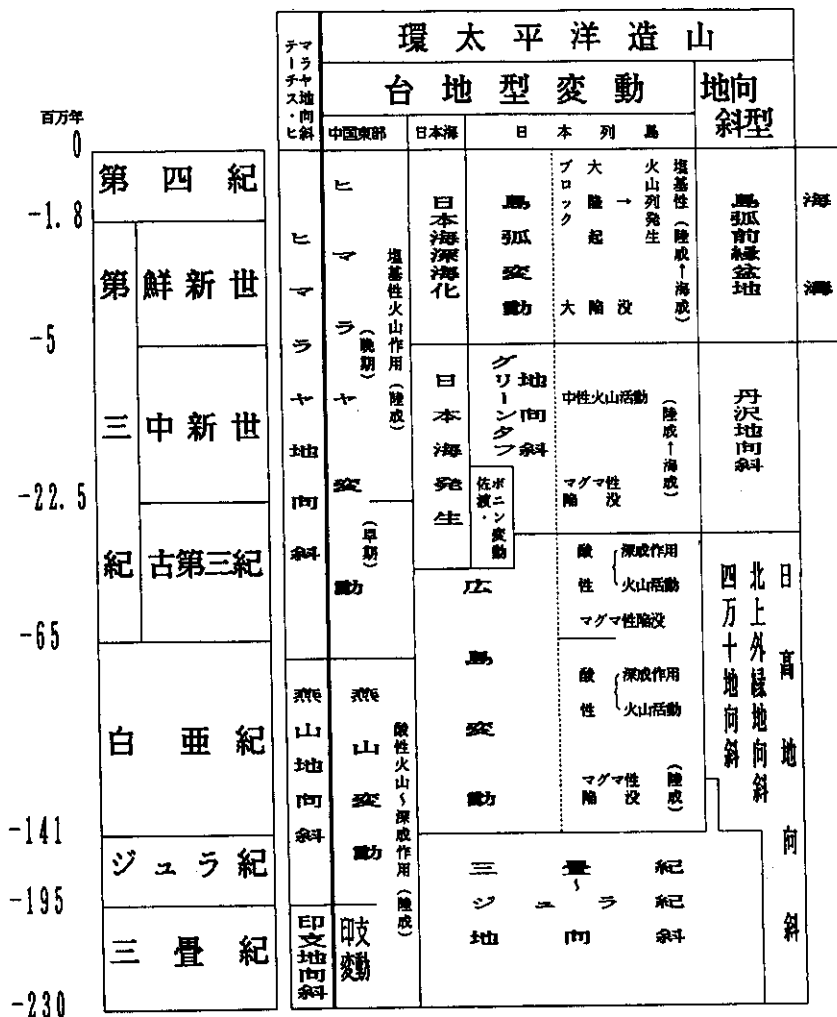 環太平洋造山
テーチス・ヒマラヤ地向斜
台地型変動
地向斜型
百万年
中国東部
日本海
日本列島
0
-1.8
-5
-22.5
-65
-141
-195
-230
第四紀
第三紀
鮮新世
中新世
古第三紀
白亜紀
ジュラ紀
三畳紀
ヒマラヤ地向斜
燕山地向斜
印支地向斜
ヒマラヤ変動
(晩期)
(早期)
塩基性火山作用(陸成)
燕山変動
酸性火山〜深成作用(陸成)
印支変動
日本海深海化
日本海発生
島弧変動
グリーンタフ地向斜
佐渡・ボニン変動
広島変動
ブロック大隆起→火山列発生
塩基性(陸成←海成)
大陥没
中性火山活動
(陸成←海成)
マグマ性陥没
酸性
深成作用
火山活動
マグマ性陥没
酸性
深成作用
火山活動
マグマ性陥没
(陸成)
三畳紀〜ジュラ紀地向斜
島弧前縁盆地
海溝
丹沢地向斜
四万十地向斜
北上外縁地向斜
日高地向斜